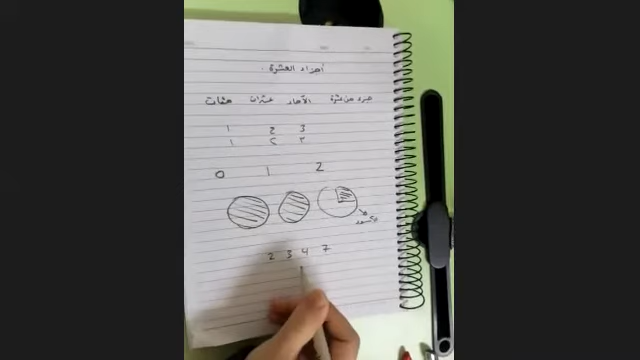 أجزاء العشرة
جزء من عشرة الآحاد عشرات مئات
1 2 3
١ ٢ ٣
0 1 2
كسور
2 3 4 7